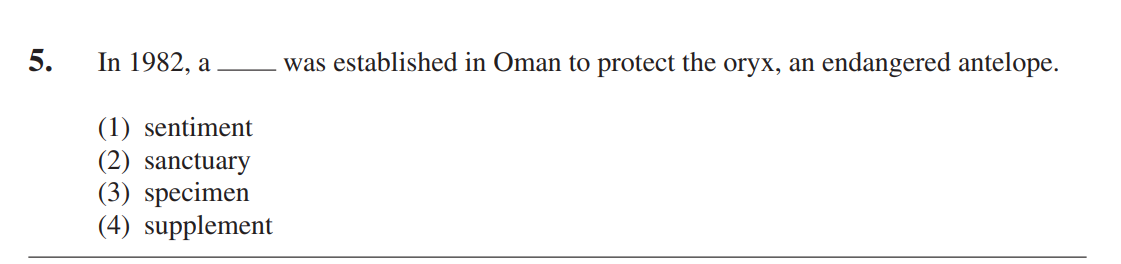 5. In 1982, a _____ was established in Oman to protect the oryx, an endangered antelope.
(1) sentiment
(2) sanctuary
(3) specimen
(4) supplement